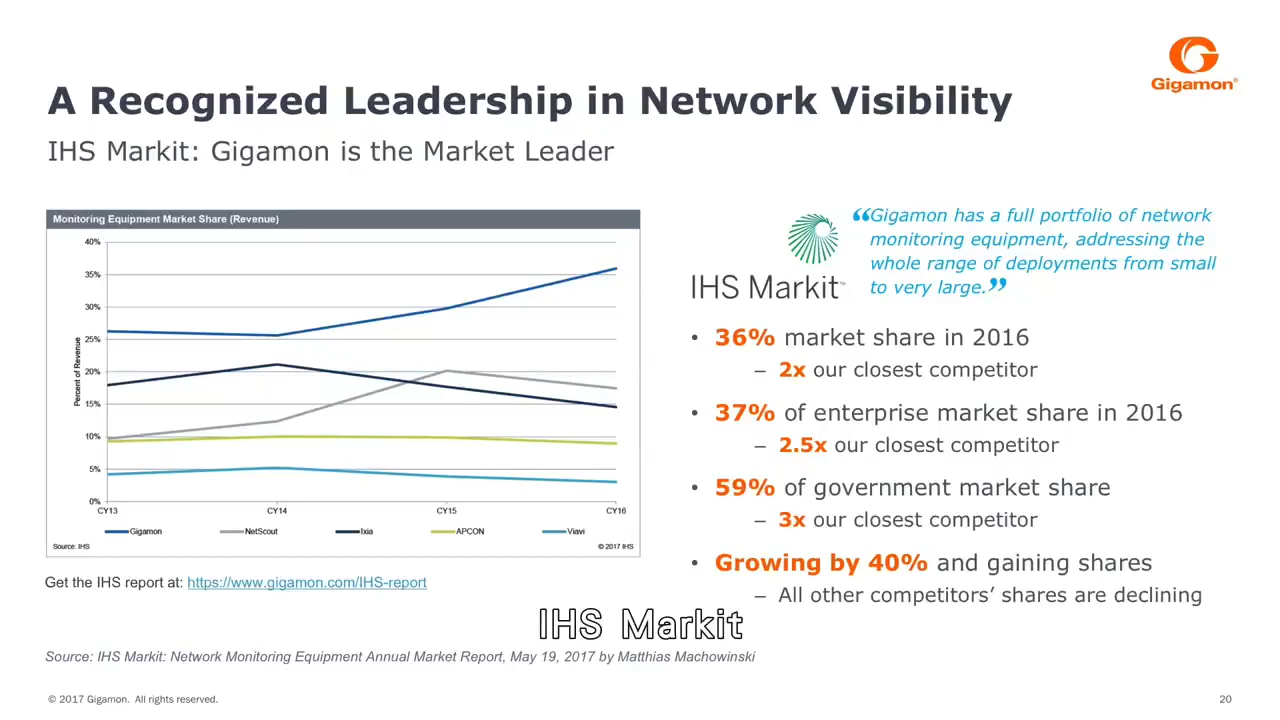 Gigamon®
A Recognized Leadership in Network Visibility
IHS Markit: Gigamon is the Market Leader
Monitoring Equipment Market Share (Revenue)
40%
35%
30%
25%
20%
15%
10%
5%
0%
Percent of Revenue
CY13 CY14 CY15 CY16
Gigamon NetScout Ixia APCON Viavi
Source: IHS © 2017 IHS
Get the IHS report at: https://www.gigamon.com/IHS-report
IHS Markit™
“Gigamon has a full portfolio of network
monitoring equipment, addressing the
whole range of deployments from small
to very large.”
• 36% market share in 2016
– 2x our closest competitor
• 37% of enterprise market share in 2016
– 2.5x our closest competitor
• 59% of government market share
– 3x our closest competitor
• Growing by 40% and gaining shares
– All other competitors’ shares are declining
IHS Markit
Source: IHS Markit: Network Monitoring Equipment Annual Market Report, May 19, 2017 by Matthias Machowinski
© 2017 Gigamon. All rights reserved.
20